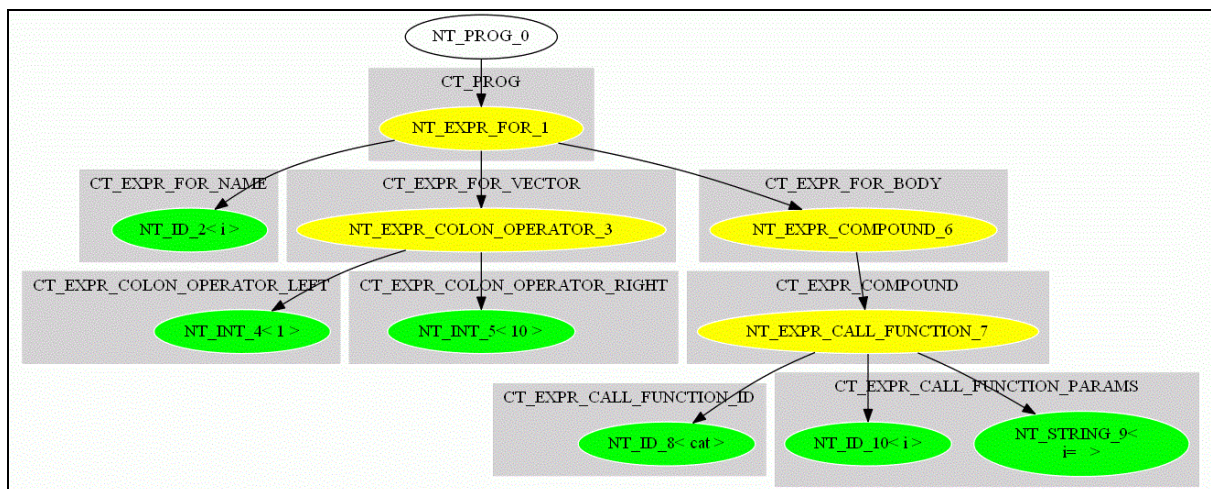 NT_PROG_0
CT_PROG
NT_EXPR_FOR_1
CT_EXPR_FOR_NAME
CT_EXPR_FOR_VECTOR
CT_EXPR_FOR_BODY
NT_ID_2< i >
NT_EXPR_COLON_OPERATOR_3
NT_EXPR_COMPOUND_6
CT_EXPR_COLON_OPERATOR_LEFT
CT_EXPR_COLON_OPERATOR_RIGHT
CT_EXPR_COMPOUND
NT_INT_4< 1 >
NT_INT_5< 10 >
NT_EXPR_CALL_FUNCTION_7
CT_EXPR_CALL_FUNCTION_ID
CT_EXPR_CALL_FUNCTION_PARAMS
NT_ID_8< cat >
NT_ID_10< i >
NT_STRING_9<
i= >